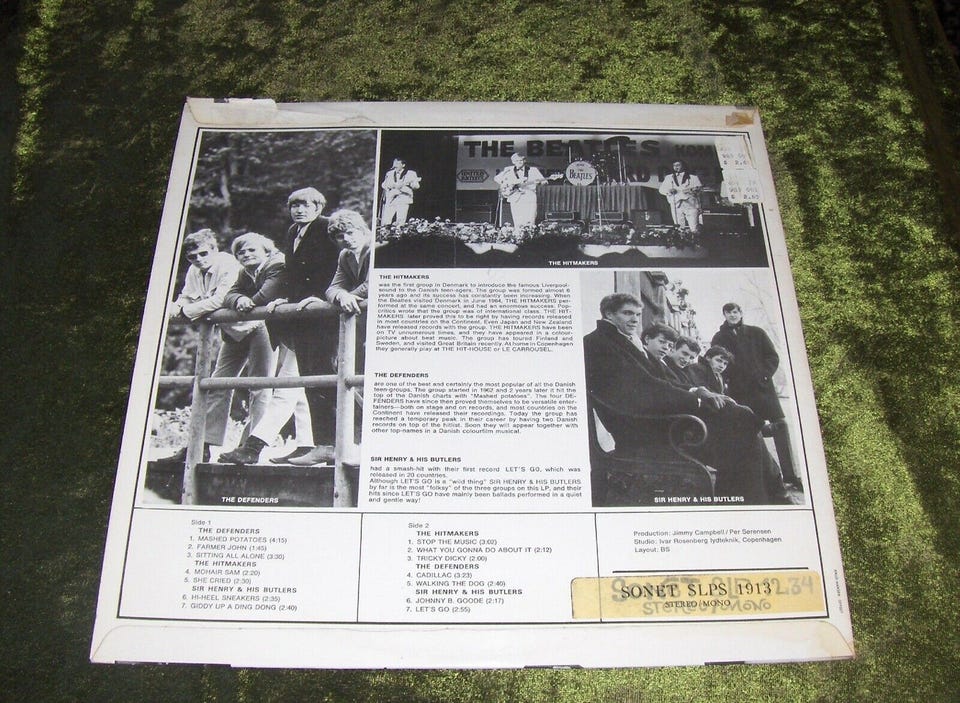 THE BEATLES HOW
BEATLES
THE HITMAKERS
THE HITMAKERS
was the first group in Denmark to introduce the famous Liverpool-
sound to the Danish teen-agers. The group was formed almost 6
years ago and its success has constantly been increasing. When
the Beatles visited Denmark in June 1964, THE HITMAKERS per-
formed at the same concert, and had an enormous success. Pop-
critics wrote that the group was of international class. THE HIT-
MAKERS later proved this to be right by having records released
in most countries on the Continent. Even Japan and New Zealand
have released records with the group. THE HITMAKERS have been
on TV unnumerous times, and they have appeared in a colour-
picture about beat music. The group has toured Finland and
Sweden, and visited Great Britain recently. At home in Copenhagen
they generally play at THE HIT-HOUSE or LE CARROUSEL.
THE DEFENDERS
are one of the best and certainly the most popular of all the Danish
teen-groups. The group started in 1962 and 2 years later it hit the
top of the Danish charts with "Mashed potatoes". The four DE-
FENDERS have since then proved themselves to be versatile enter-
tainers—both on stage and on records, and most countries on the
Continent have released their recordings. Today the group has
reached a temporary peak in their career by having two Danish
records on top of the hitlist. Soon they will appear together with
other top-names in a Danish colourfilm musical.
SIR HENRY & HIS BUTLERS
had a smash-hit with their first record LET'S GO, which was
released in 20 countries.
Although LET'S GO is a "wild thing" SIR HENRY & HIS BUTLERS
by far is the most "folksy" of the three groups on this LP, and their
hits since LET'S GO have mainly been ballads performed in a quiet
and gentle way!
THE DEFENDERS
SIR HENRY & HIS BUTLERS
Side 1
THE DEFENDERS
1. MASHED POTATOES (4:15)
2. FARMER JOHN (1:45)
3. SITTING ALL ALONE (3:30)
THE HITMAKERS
4. MOHAIR SAM (2:20)
5. SHE CRIED (2:30)
SIR HENRY & HIS BUTLERS
6. HI-HEEL SNEAKERS (2:35)
7. GIDDY UP A DING DONG (2:40)
Side 2
THE HITMAKERS
1. STOP THE MUSIC (3:02)
2. WHAT YOU GONNA DO ABOUT IT (2:12)
3. TRICKY DICKY (2:00)
THE DEFENDERS
4. CADILLAC (3:23)
5. WALKING THE DOG (2:40)
SIR HENRY & HIS BUTLERS
6. JOHNNY B. GOODE (2:17)
7. LET'S GO (2:55)
Production: Jimmy Campbell / Per Sørensen
Studio: Ivar Rosenberg lydteknik, Copenhagen
Layout: BS
SONET SLPS 1913
STEREO/MONO